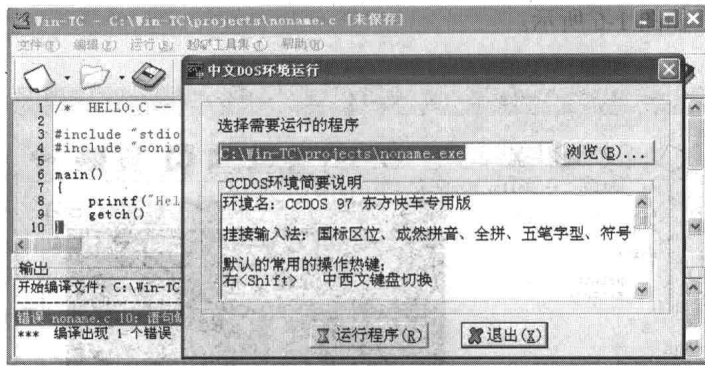 Win-TC - C:\Win-TC\projects\noname.c [未保存]
文件(F) 编辑(E) 运行(R) 超级工具集(T) 帮助(H)
中文DOS环境运行
选择需要运行的程序
C:\Win-TC\projects\noname.exe 浏览(B)...
CCDOS环境简要说明
环境名: CCDOS 97 东方快车专用版
挂接输入法: 国标区位、成然拼音、全拼、五笔字型、符号
默认的常用的操作热键:
右<Shift> 中西文键盘切换
运行程序(R) 退出(X)
1 /* HELLO.C --
2
3 #include "stdio
4 #include "conio
5
6 main()
7 {
8 printf("Hel
9 getch()
10
输出
开始编译文件: C:\Win-TC
错误 noname.c 10: 语句
*** 编译出现 1 个错误